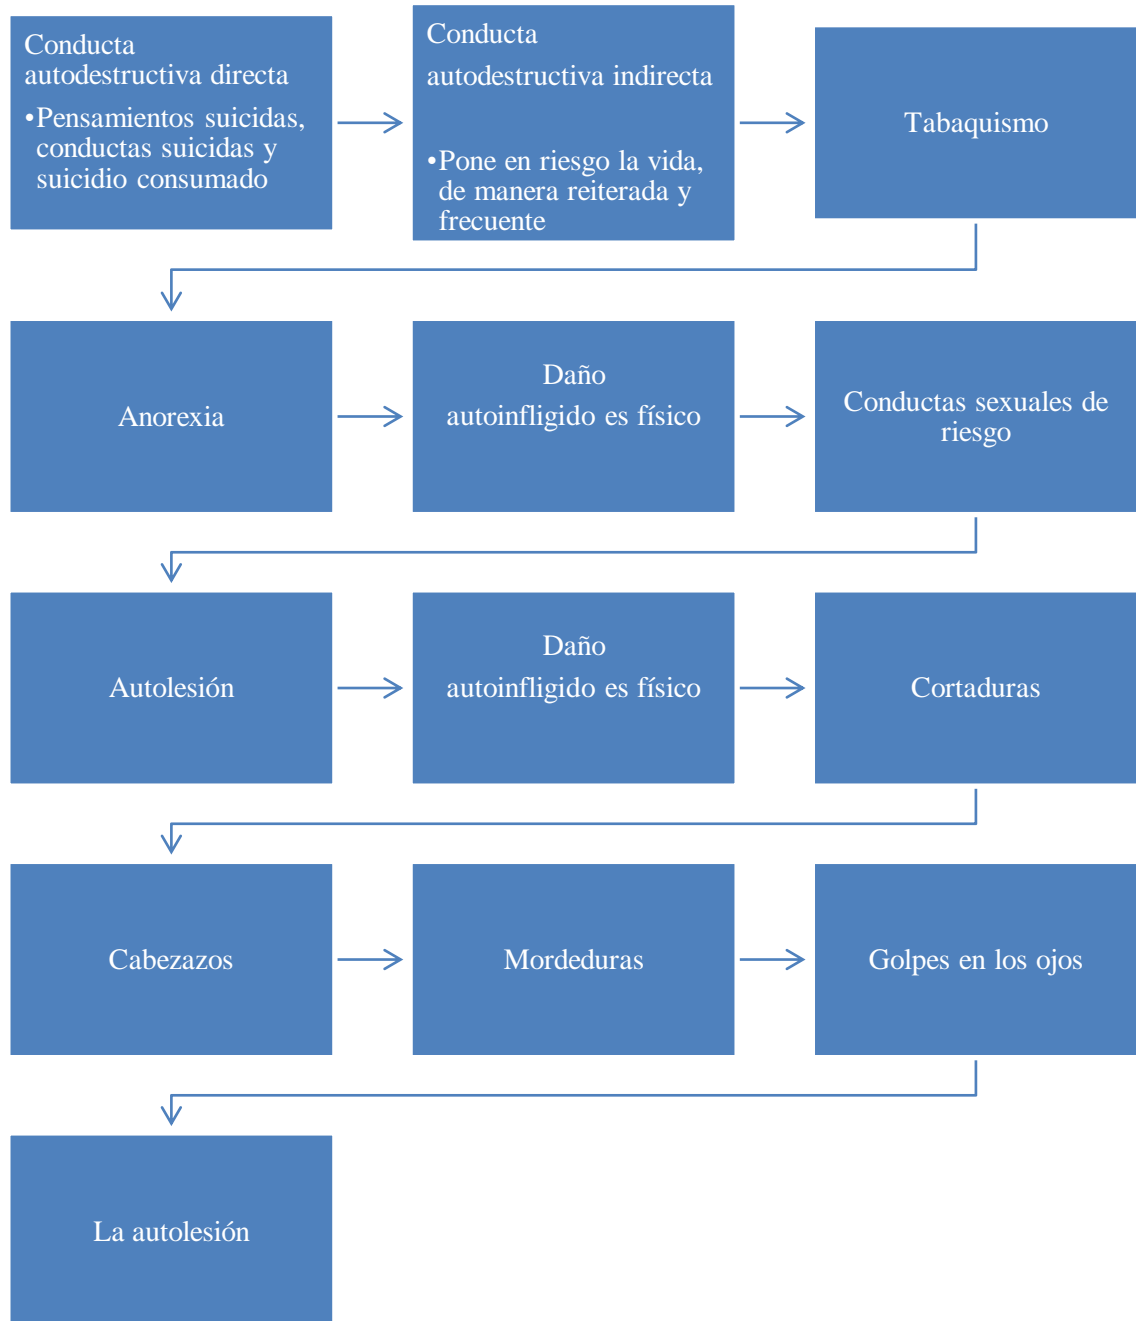 Conducta
autodestructiva directa
•Pensamientos suicidas,
conductas suicidas y
suicidio consumado
Conducta
autodestructiva indirecta
•Pone en riesgo la vida,
de manera reiterada y
frecuente
Tabaquismo
Anorexia
Daño
autoinfligido es físico
Conductas sexuales de
riesgo
Autolesión
Daño
autoinfligido es físico
Cortaduras
Cabezazos
Mordeduras
Golpes en los ojos
La autolesión